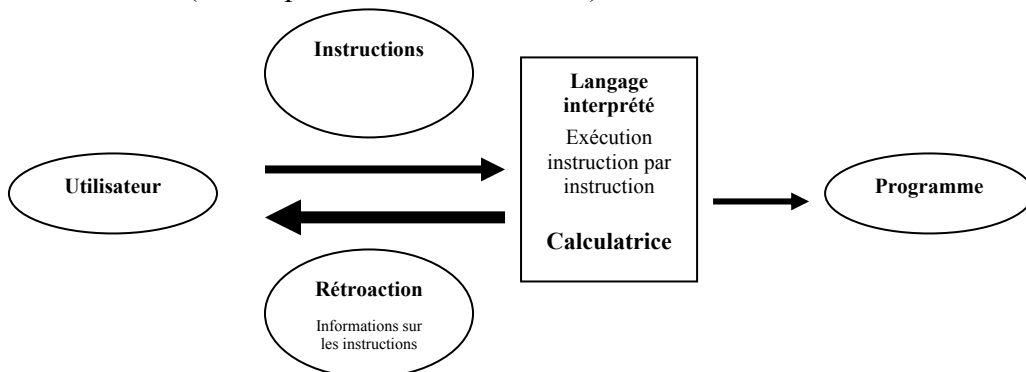 Instructions
Langage
interprété
Exécution
instruction par
instruction
Calculatrice
Utilisateur
Programme
Rétroaction
Informations sur
les instructions